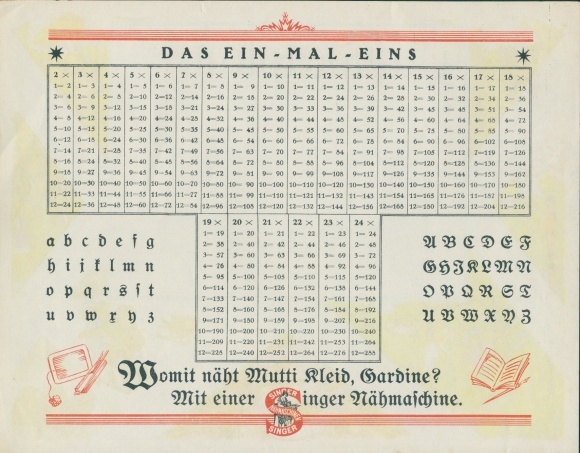 DAS EIN-MAL-EINS
2 × 3 × 4 × 5 × 6 × 7 × 8 × 9 × 10 × 11 × 12 × 13 × 14 × 15 × 16 × 17 × 18 ×
1= 2 1= 3 1= 4 1= 5 1= 6 1= 7 1= 8 1= 9 1= 10 1= 11 1= 12 1= 13 1= 14 1= 15 1= 16 1= 17 1= 18
2= 4 2= 6 2= 8 2=10 2=12 2=14 2=16 2= 18 2= 20 2= 22 2= 24 2= 26 2= 28 2= 30 2= 32 2= 34 2= 36
3= 6 3= 9 3=12 3=15 3=18 3=21 3=24 3= 27 3= 30 3= 33 3= 36 3= 39 3= 42 3= 45 3= 48 3= 51 3= 54
4= 8 4=12 4=16 4=20 4=24 4=28 4=32 4= 36 4= 40 4= 44 4= 48 4= 52 4= 56 4= 60 4= 64 4= 68 4= 72
5=10 5=15 5=20 5=25 5=30 5=35 5=40 5= 45 5= 50 5= 55 5= 60 5= 65 5= 70 5= 75 5= 80 5= 85 5= 90
6=12 6=18 6=24 6=30 6=36 6=42 6=48 6= 54 6= 60 6= 66 6= 72 6= 78 6= 84 6= 90 6= 96 6=102 6=108
7=14 7=21 7=28 7=35 7=42 7=49 7=56 7= 63 7= 70 7= 77 7= 84 7= 91 7= 98 7=105 7=112 7=119 7=126
8=16 8=24 8=32 8=40 8=48 8=56 8=64 8= 72 8= 80 8= 88 8= 96 8=104 8=112 8=120 8=128 8=136 8=144
9=18 9=27 9=36 9=45 9=54 9=63 9=72 9= 81 9= 90 9= 99 9=108 9=117 9=126 9=135 9=144 9=153 9=162
10=20 10=30 10=40 10=50 10=60 10=70 10=80 10= 90 10=100 10=110 10=120 10=130 10=140 10=150 10=160 10=170 10=180
11=22 11=33 11=44 11=55 11=66 11=77 11=88 11= 99 11=110 11=121 11=132 11=143 11=154 11=165 11=176 11=187 11=198
12=24 12=36 12=48 12=60 12=72 12=84 12=96 12=108 12=120 12=132 12=144 12=156 12=168 12=180 12=192 12=204 12=216
19 × 20 × 21 × 22 × 23 × 24 ×
1= 19 1= 20 1= 21 1= 22 1= 23 1= 24
2= 38 2= 40 2= 42 2= 44 2= 46 2= 48
3= 57 3= 60 3= 63 3= 66 3= 69 3= 72
4= 76 4= 80 4= 84 4= 88 4= 92 4= 96
5= 95 5=100 5=105 5=110 5=115 5=120
6=114 6=120 6=126 6=132 6=138 6=144
7=133 7=140 7=147 7=154 7=161 7=168
8=152 8=160 8=168 8=176 8=184 8=192
9=171 9=180 9=189 9=198 9=207 9=216
10=190 10=200 10=210 10=220 10=230 10=240
11=209 11=220 11=231 11=242 11=253 11=264
12=228 12=240 12=252 12=264 12=276 12=288
a b c d e f g
h i j k l m n
o p q r s ſ t
u v w x y z
A B C D E F
G H J K L M N
O P Q R S T
U V W X Y Z
Womit näht Mutti Kleid, Gardine?
Mit einer Singer Nähmaschine.
SINGER
NÄHMASCHINEN
SINGER